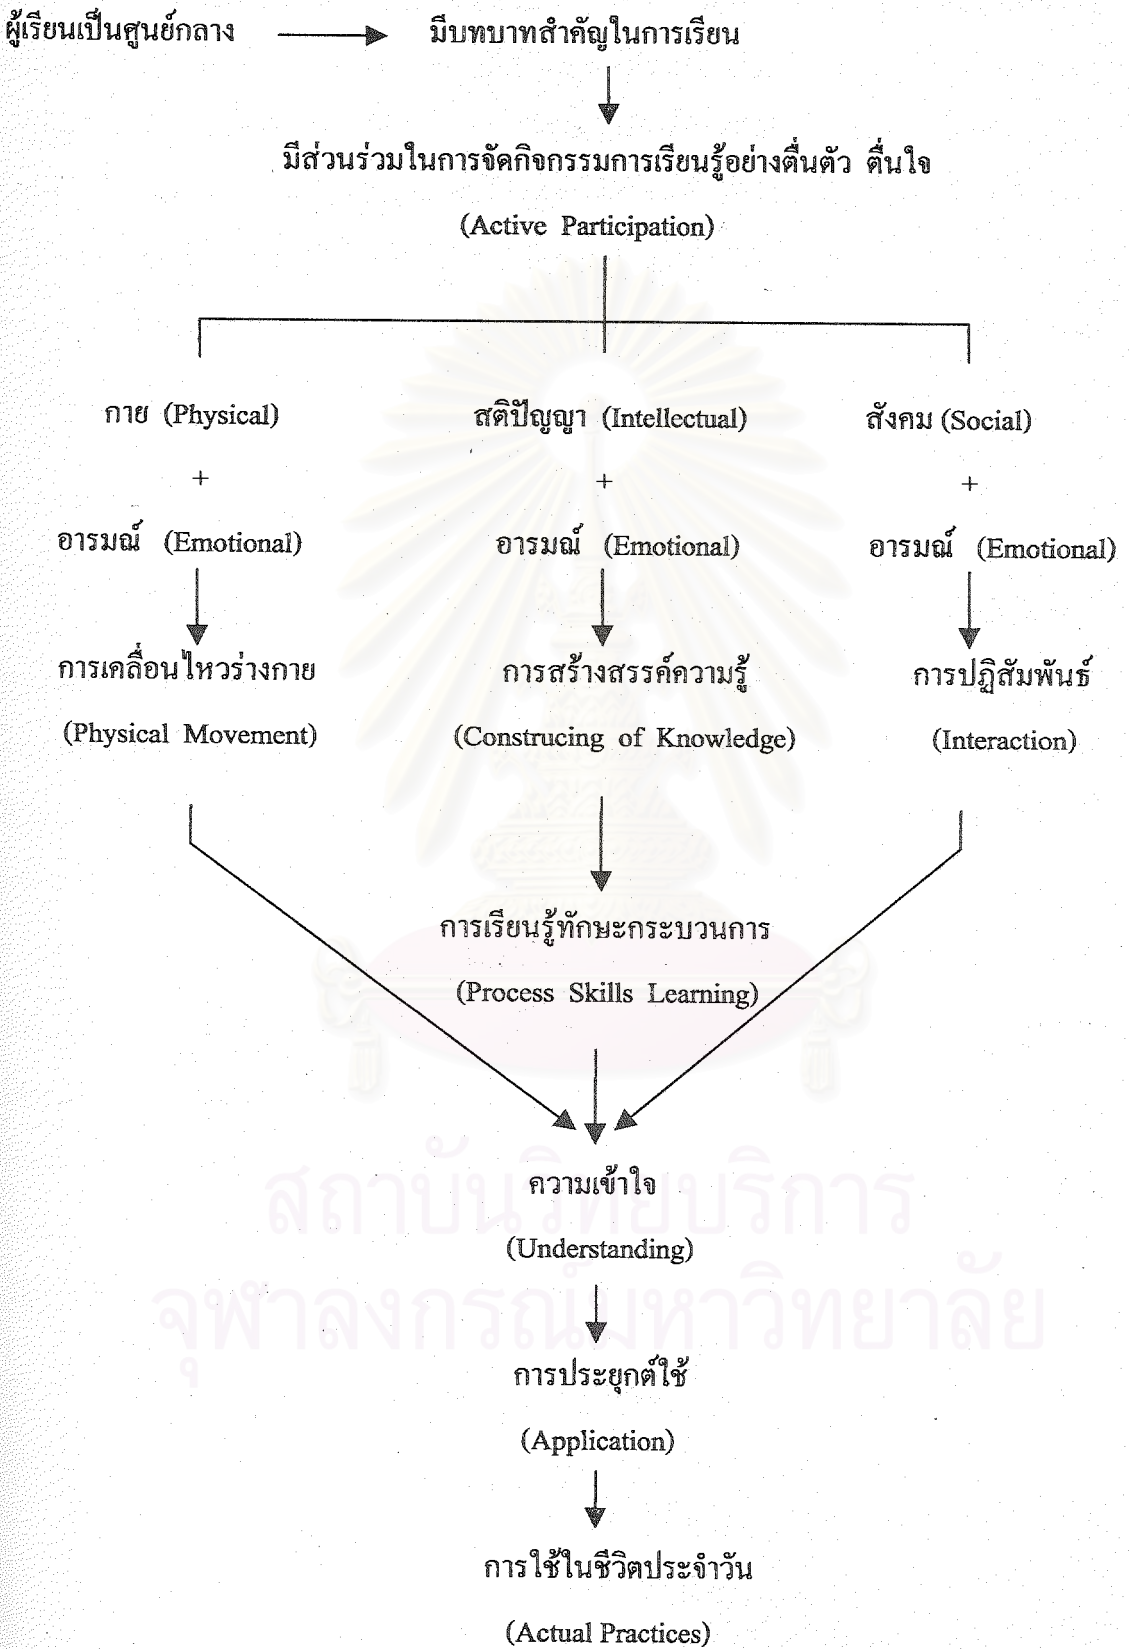 ผู้เรียนเป็นศูนย์กลาง มีบทบาทสำคัญในการเรียน
มีส่วนร่วมในการจัดกิจกรรมการเรียนรู้อย่างตื่นตัว ตื่นใจ
(Active Participation)
กาย (Physical) สติปัญญา (Intellectual) สังคม (Social)
+ + +
อารมณ์ (Emotional) อารมณ์ (Emotional) อารมณ์ (Emotional)
การเคลื่อนไหวร่างกาย การสร้างสรรค์ความรู้ การปฏิสัมพันธ์
(Physical Movement) (Construcing of Knowledge) (Interaction)
การเรียนรู้ทักษะกระบวนการ
(Process Skills Learning)
สถาบันวิทยบริการ
ความเข้าใจ
(Understanding)
จุฬาลงกรณ์มหาวิทยาลัย
การประยุกต์ใช้
(Application)
การใช้ในชีวิตประจำวัน
(Actual Practices)